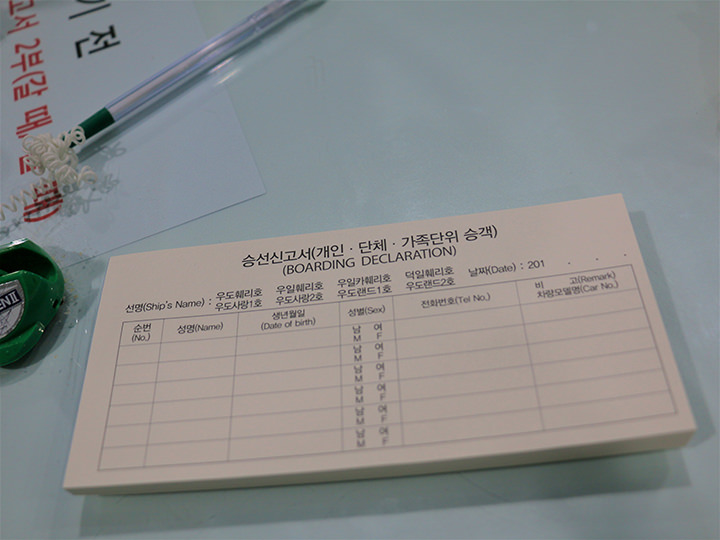 기 전
고서 2부(갈 때
승선신고서(개인 · 단체 · 가족단위 승객)
(BOARDING DECLARATION)
선명(Ship's Name) : 우도훼리호 우일훼리호 우일카훼리호 덕일훼리호 날짜(Date) : 201 . . .
우도사랑1호 우도사랑2호 우도랜드1호 우도랜드2호
순번 성명(Name) 생년월일 성별(Sex) 전화번호(Tel No.) 비 고(Remark)
(No.) (Date of birth) 차량모델명(Car No.)
남 여
M F
남 여
M F
남 여
M F
남 여
M F
남 여
M F
남 여
M F